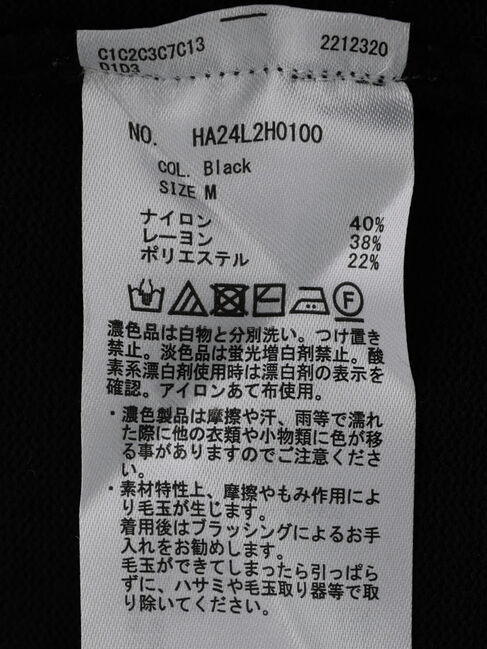 C1C2C3C7C13 2212320
D1D3
NO. HA24L2H0100
COL. Black
SIZE M
ナイロン 40%
レーヨン 38%
ポリエステル 22%
F
濃色品は白物と分別洗い。つけ置き
禁止。淡色品は蛍光増白剤禁止。酸
素系漂白剤使用時は漂白剤の表示を
確認。アイロンあて布使用。
・濃色製品は摩擦や汗、雨等で濡れ
た際に他の衣類や小物類に色が移
る事がありますのでご注意くださ
い。
・素材特性上、摩擦やもみ作用によ
り毛玉が生じます。
着用後はブラッシングによるお手
入れをお勧めします。
毛玉ができてしまったら引っぱら
ずに、ハサミや毛玉取り器等で取
り除いてください。